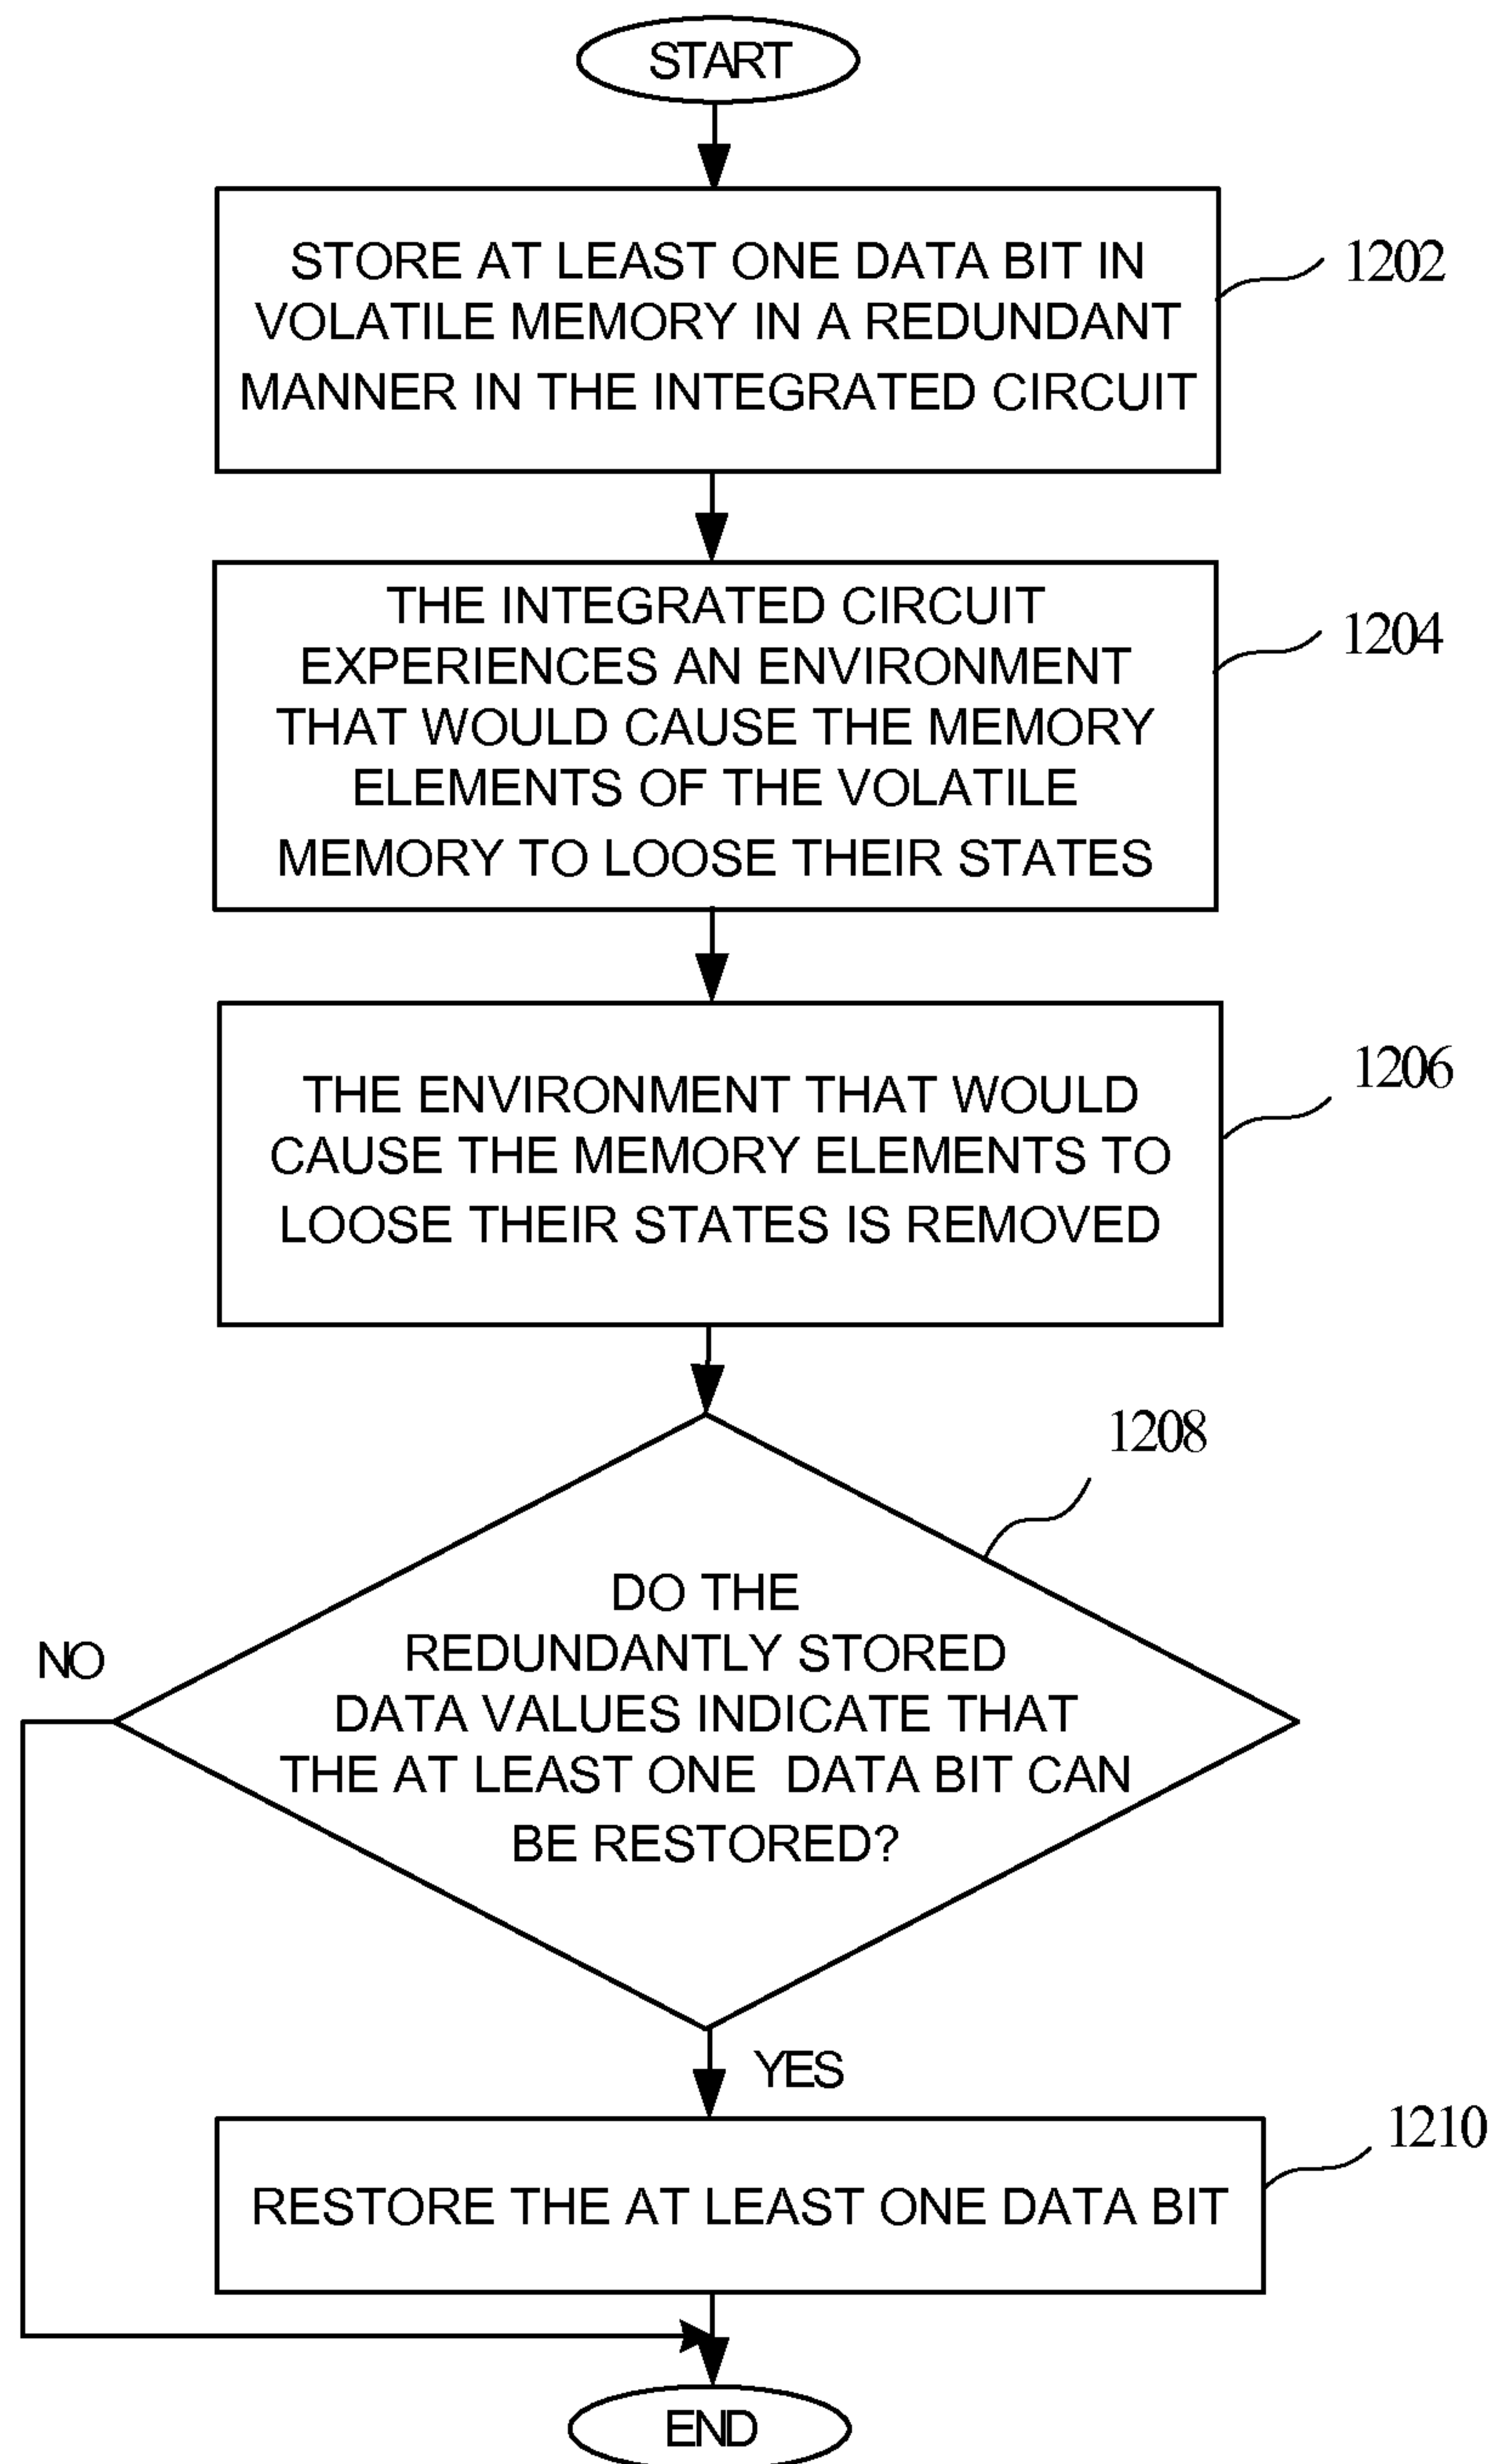 START
STORE AT LEAST ONE DATA BIT IN
VOLATILE MEMORY IN A REDUNDANT
MANNER IN THE INTEGRATED CIRCUIT
1202
THE INTEGRATED CIRCUIT
EXPERIENCES AN ENVIRONMENT
THAT WOULD CAUSE THE MEMORY
ELEMENTS OF THE VOLATILE
MEMORY TO LOOSE THEIR STATES
1204
THE ENVIRONMENT THAT WOULD
CAUSE THE MEMORY ELEMENTS TO
LOOSE THEIR STATES IS REMOVED
1206
1208
DO THE
REDUNDANTLY STORED
DATA VALUES INDICATE THAT
THE AT LEAST ONE DATA BIT CAN
BE RESTORED?
NO
YES
RESTORE THE AT LEAST ONE DATA BIT
1210
END